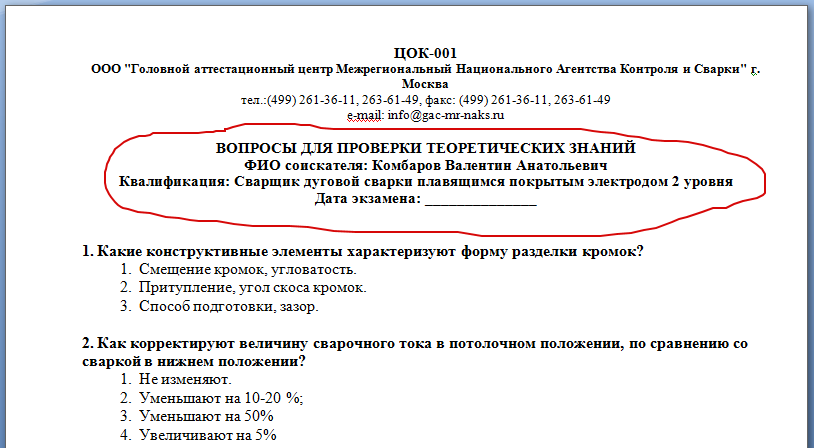 ЦОК-001
ООО "Головной аттестационный центр Межрегиональный Национального Агентства Контроля и Сварки" г.
Москва
тел.:(499) 261-36-11, 263-61-49, факс: (499) 261-36-11, 263-61-49
e-mail: info@gac-mr-naks.ru
ВОПРОСЫ ДЛЯ ПРОВЕРКИ ТЕОРЕТИЧЕСКИХ ЗНАНИЙ
ФИО соискателя: Комбаров Валентин Анатольевич
Квалификация: Сварщик дуговой сварки плавящимся покрытым электродом 2 уровня
Дата экзамена: _______________
1. Какие конструктивные элементы характеризуют форму разделки кромок?
1. Смещение кромок, угловатость.
2. Притупление, угол скоса кромок.
3. Способ подготовки, зазор.
2. Как корректируют величину сварочного тока в потолочном положении, по сравнению со
сваркой в нижнем положении?
1. Не изменяют.
2. Уменьшают на 10-20 %;
3. Уменьшают на 50%
4. Увеличивают на 5%